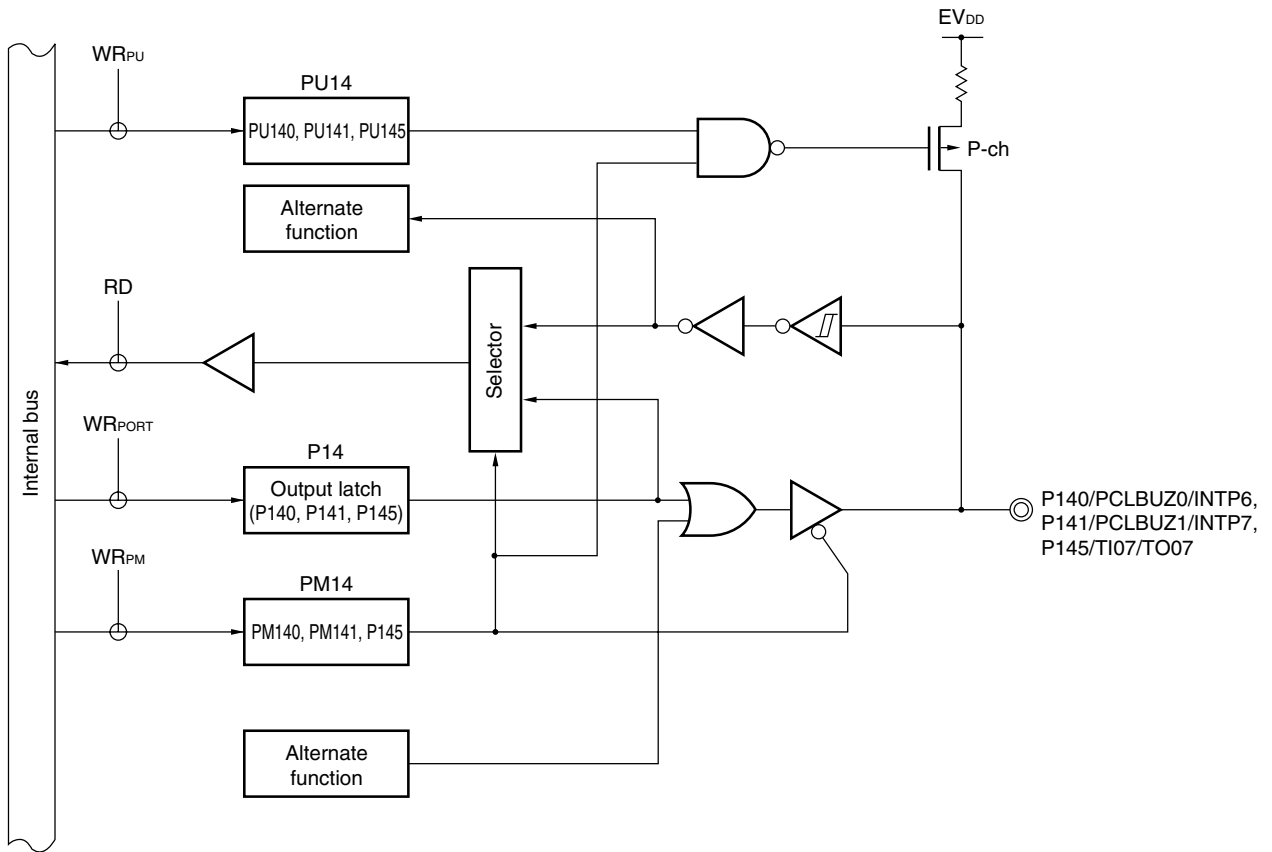 EVDD
WRPU
PU14
PU140, PU141, PU145
P-ch
Alternate
function
RD
Selector
Internal bus
WRPORT
P14
Output latch
(P140, P141, P145)
P140/PCLBUZ0/INTP6,
P141/PCLBUZ1/INTP7,
P145/TI07/TO07
WRPM
PM14
PM140, PM141, P145
Alternate
function